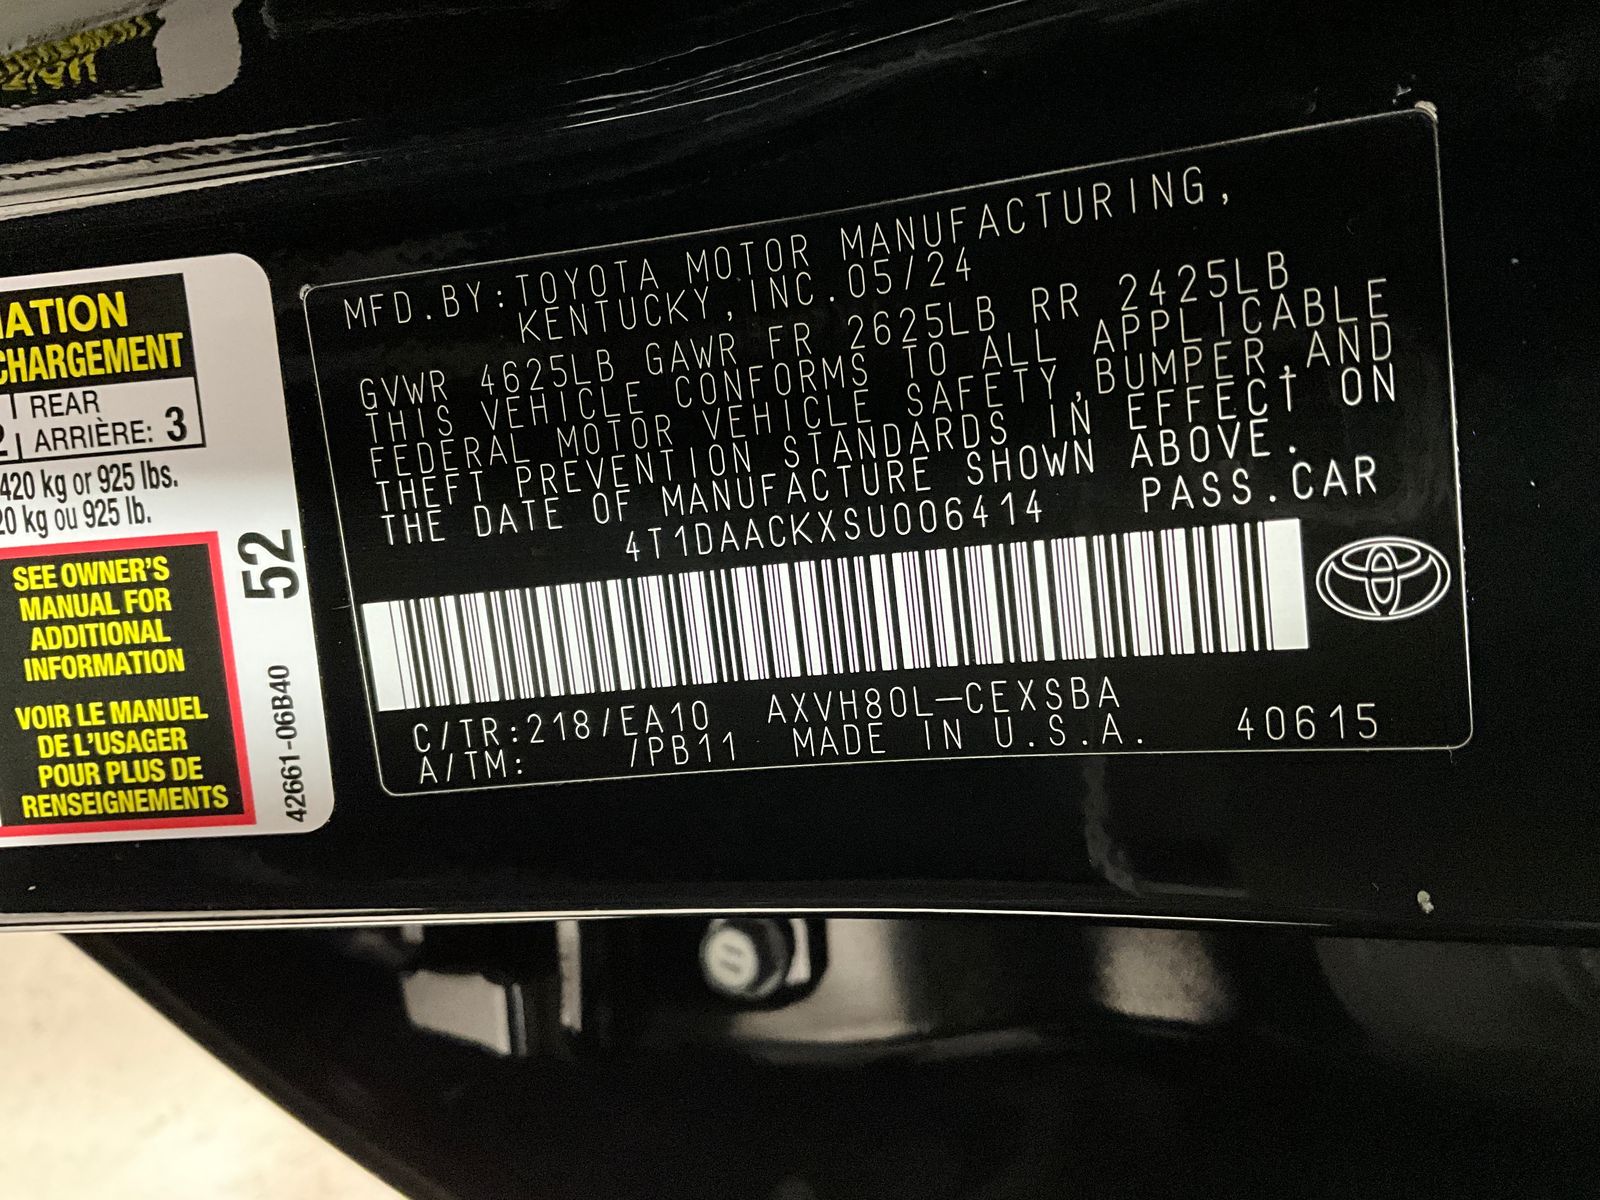 CHARGEMENT
REAR
ARRIÈRE: 3
420 kg or 925 lbs.
kg ou 925 lb.
SEE OWNER'S
MANUAL FOR
ADDITIONAL
INFORMATION
VOIR LE MANUEL
DE L'USAGER
POUR PLUS DE
RENSEIGNEMENTS
52
42661-06B40
MFD.BY:TOYOTA MOTOR MANUFACTURING,
KENTUCKY,INC.05/24
GVWR 4625LB GAWR FR 2625LB RR 2425LB
THIS VEHICLE CONFORMS TO ALL APPLICABLE
FEDERAL MOTOR VEHICLE SAFETY,BUMPER,AND
THEFT PREVENTION STANDARDS IN EFFECT ON
THE DATE OF MANUFACTURE SHOWN ABOVE.
4T1DAACKXSU006414 PASS.CAR
C/TR:218/EA10 AXVH80L-CEXSBA
A/TM: /PB11 MADE IN U.S.A. 40615